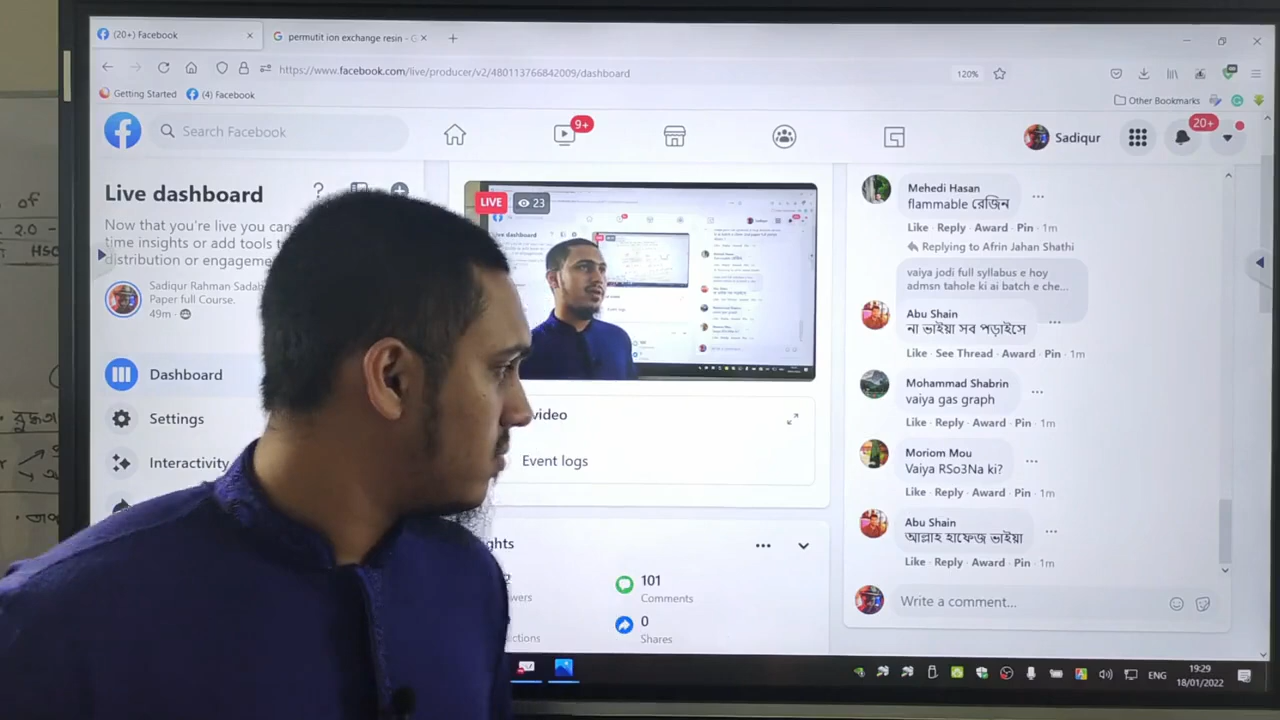 (20+) Facebook
permutit ion exchange resin - G
https://www.facebook.com/live/producer/v2/480113766842009/dashboard
120%
Getting Started
(4) Facebook
Other Bookmarks
Search Facebook
9+
Sadiqur
20+
Live dashboard
Now that you're live you can
time insights or add tools t
distribution or engageme
Sadiqur Rahman Sadab
Paper full Course.
49m ·
Dashboard
Settings
Interactivity
LIVE
23
video
Event logs
ghts
101
Comments
0
Shares
Mehedi Hasan
flammable রেজিন
Like · Reply · Award · Pin · 1m
Replying to Afrin Jahan Shathi
vaiya jodi full syllabus e hoy
admsn tahole ki ai batch e che...
Abu Shain
না ভাইয়া সব পড়াইসে
Like · See Thread · Award · Pin · 1m
Mohammad Shabrin
vaiya gas graph
Like · Reply · Award · Pin · 1m
Moriom Mou
Vaiya RSo3Na ki?
Like · Reply · Award · Pin · 1m
Abu Shain
আল্লাহ হাফেজ ভাইয়া
Like · Reply · Award · Pin · 1m
Write a comment...
ENG
19:29
18/01/2022
of
2.0 -
HSC